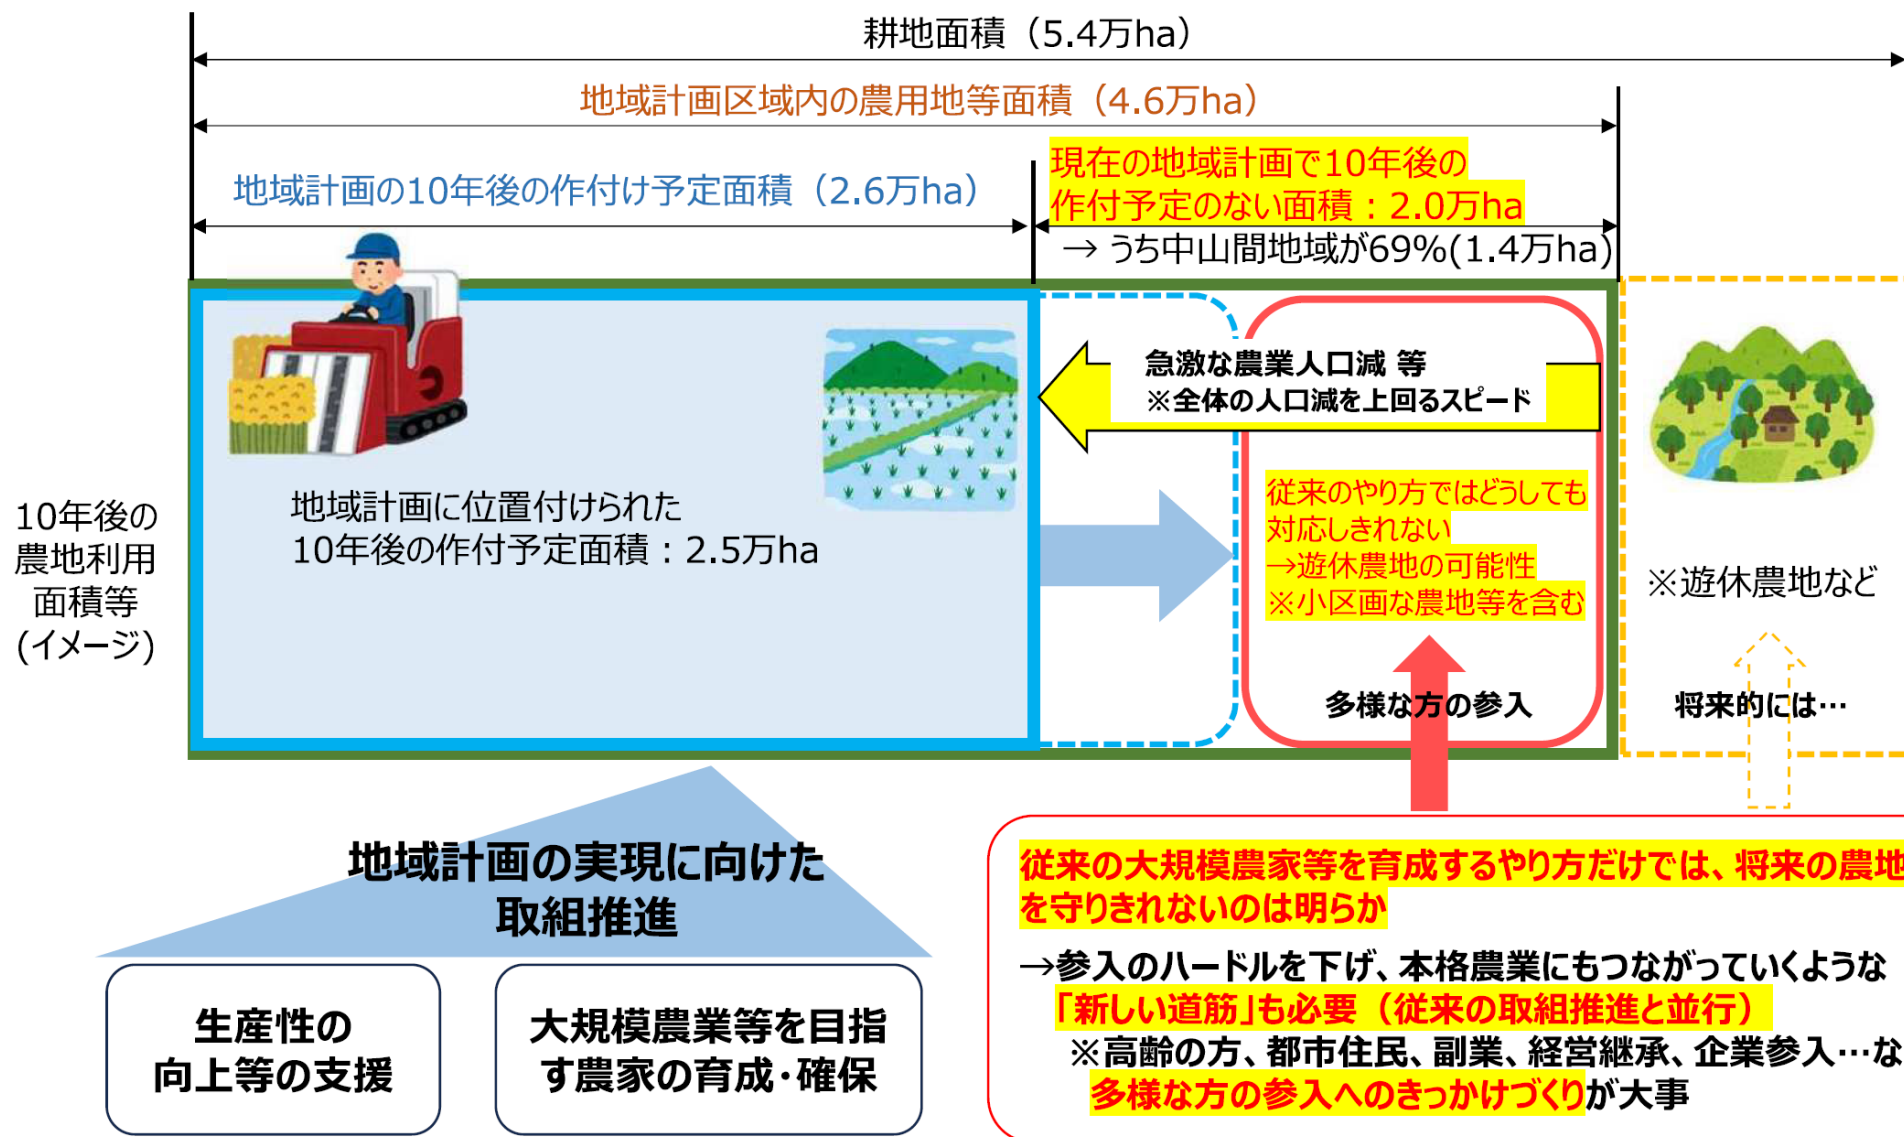 耕地面積（5.4万ha）
地域計画区域内の農用地等面積（4.6万ha）
地域計画の10年後の作付け予定面積（2.6万ha）
現在の地域計画で10年後の
作付予定のない面積：2.0万ha
→ うち中山間地域が69%(1.4万ha)
急激な農業人口減 等
※全体の人口減を上回るスピード
10年後の
農地利用
面積等
(イメージ)
地域計画に位置付けられた
10年後の作付予定面積：2.5万ha
従来のやり方ではどうしても
対応しきれない
→遊休農地の可能性
※小区画な農地等を含む
多様な方の参入
※遊休農地など
将来的には…
地域計画の実現に向けた
取組推進
生産性の
向上等の支援
大規模農業等を目指
す農家の育成・確保
従来の大規模農家等を育成するやり方だけでは、将来の農地
を守りきれないのは明らか
→参入のハードルを下げ、本格農業にもつながっていくような
「新しい道筋」も必要（従来の取組推進と並行）
※高齢の方、都市住民、副業、経営継承、企業参入…な
多様な方の参入へのきっかけづくりが大事